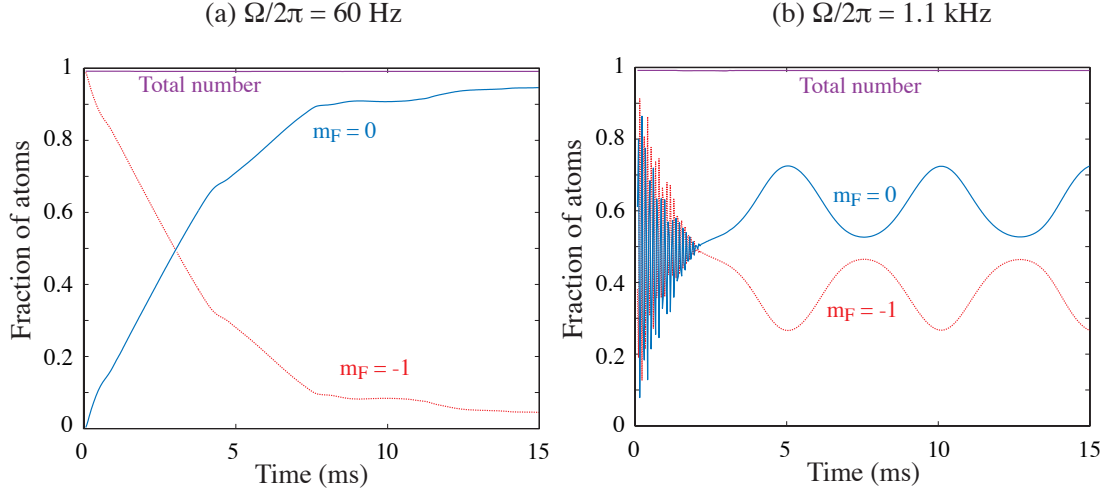 (a) Ω/2π = 60 Hz
1
0.8
0.6
0.4
0.2
0
0
5
10
15
Fraction of atoms
Time (ms)
Total number
mF = 0
mF = -1
(b) Ω/2π = 1.1 kHz
1
0.8
0.6
0.4
0.2
0
0
5
10
15
Fraction of atoms
Time (ms)
Total number
mF = 0
mF = -1